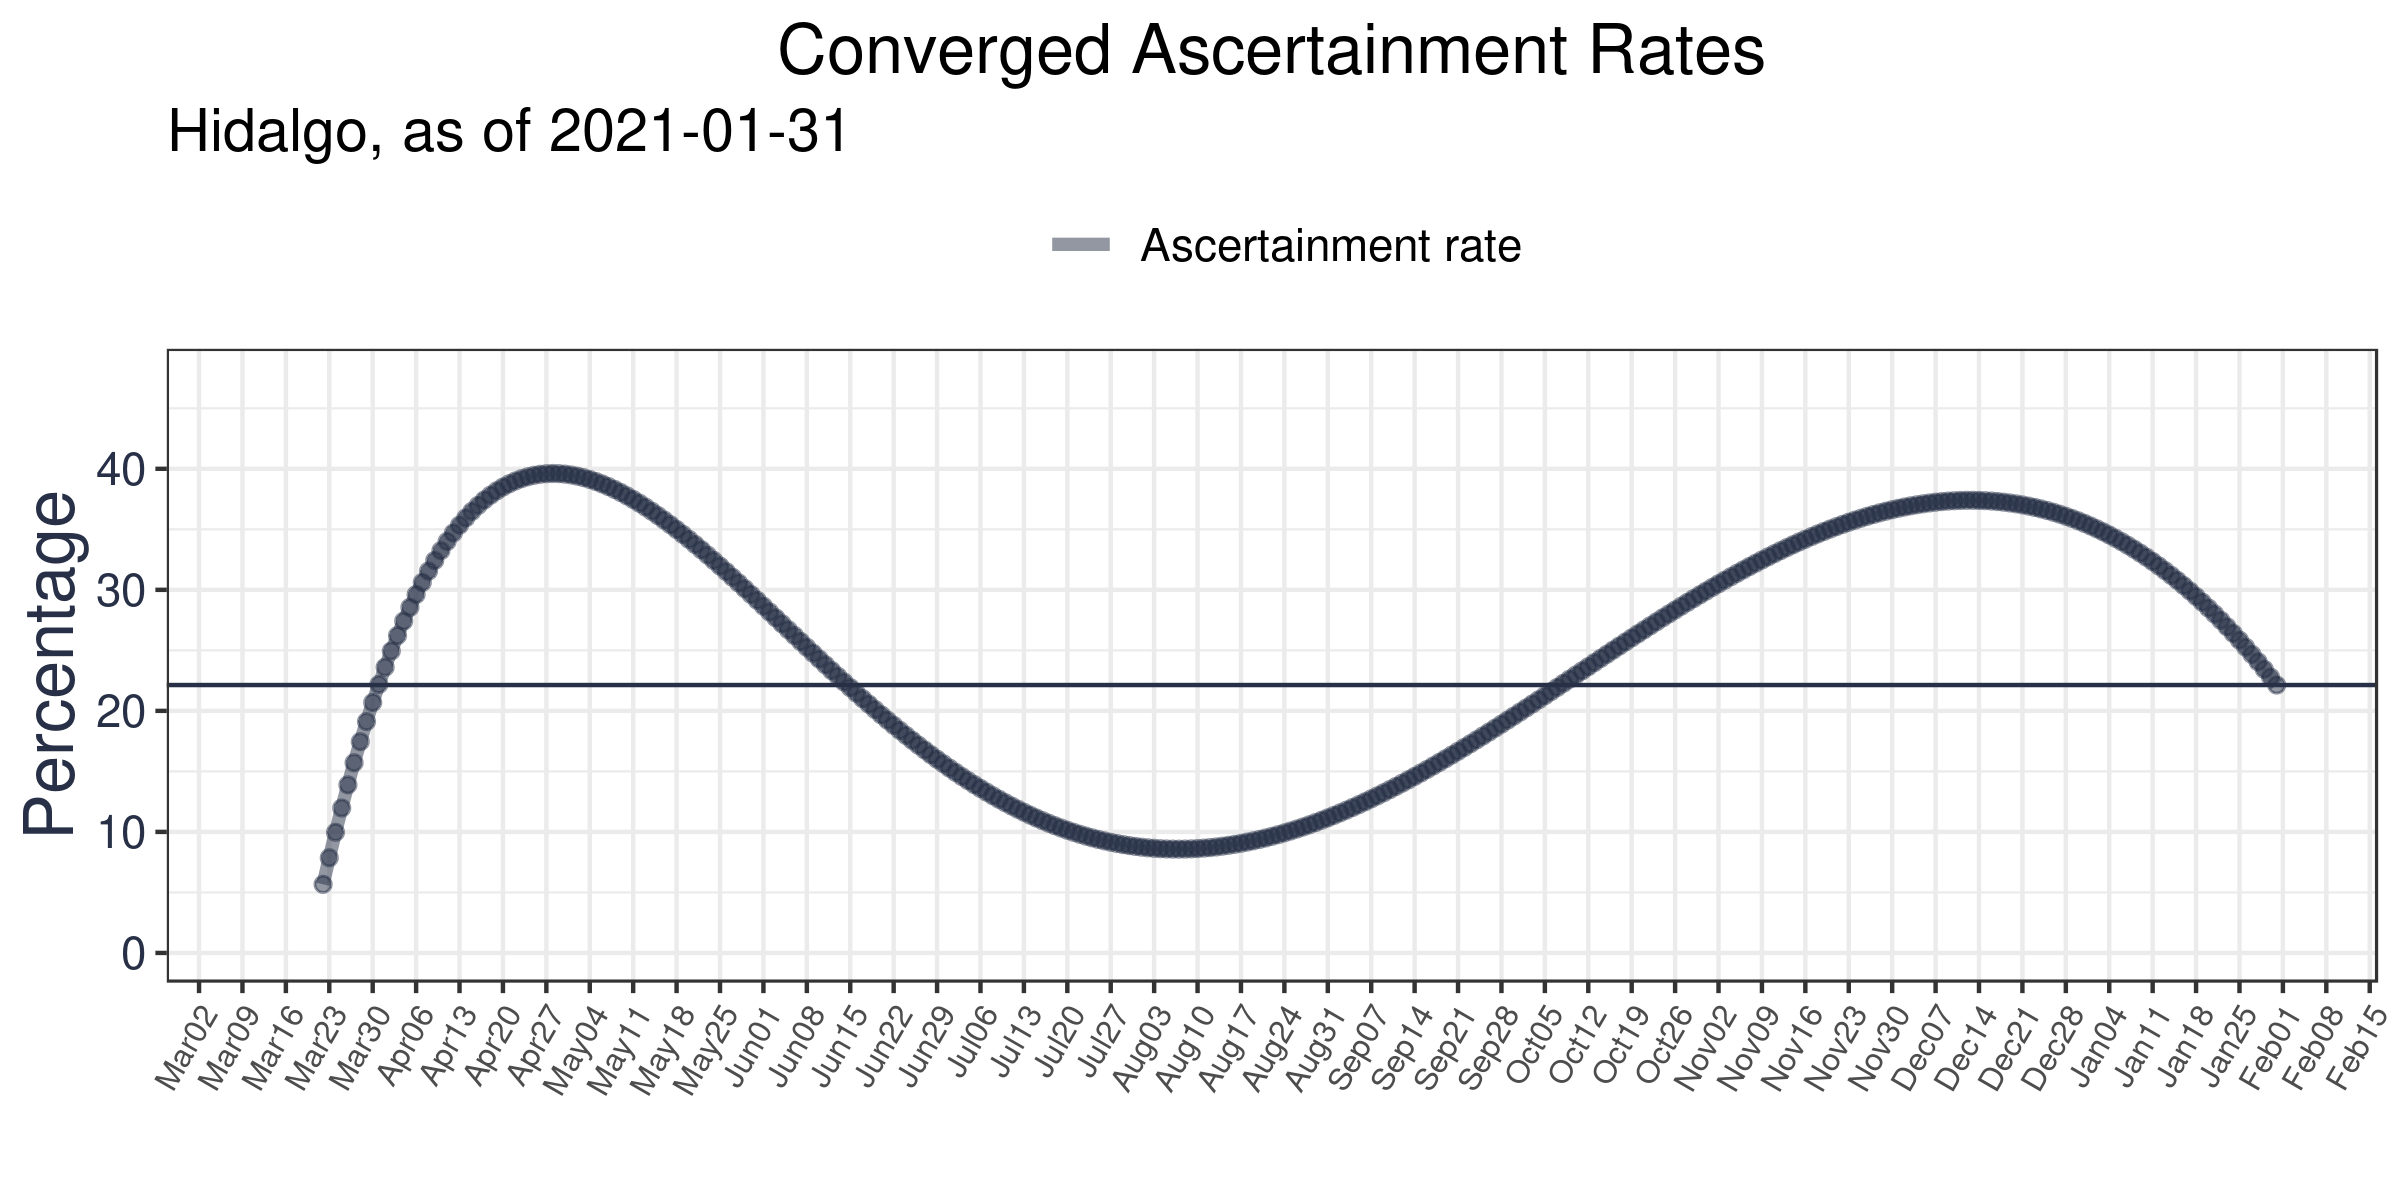 Converged Ascertainment Rates
Hidalgo, as of 2021-01-31
Ascertainment rate
Percentage
40
30
20
10
0
Mar02 Mar09 Mar16 Mar23 Mar30 Apr06 Apr13 Apr20 Apr27 May04 May11 May18 May25 Jun01 Jun08 Jun15 Jun22 Jun29 Jul06 Jul13 Jul20 Jul27 Aug03 Aug10 Aug17 Aug24 Aug31 Sep07 Sep14 Sep21 Sep28 Oct05 Oct12 Oct19 Oct26 Nov02 Nov09 Nov16 Nov23 Nov30 Dec07 Dec14 Dec21 Dec28 Jan04 Jan11 Jan18 Jan25 Feb01 Feb08 Feb15